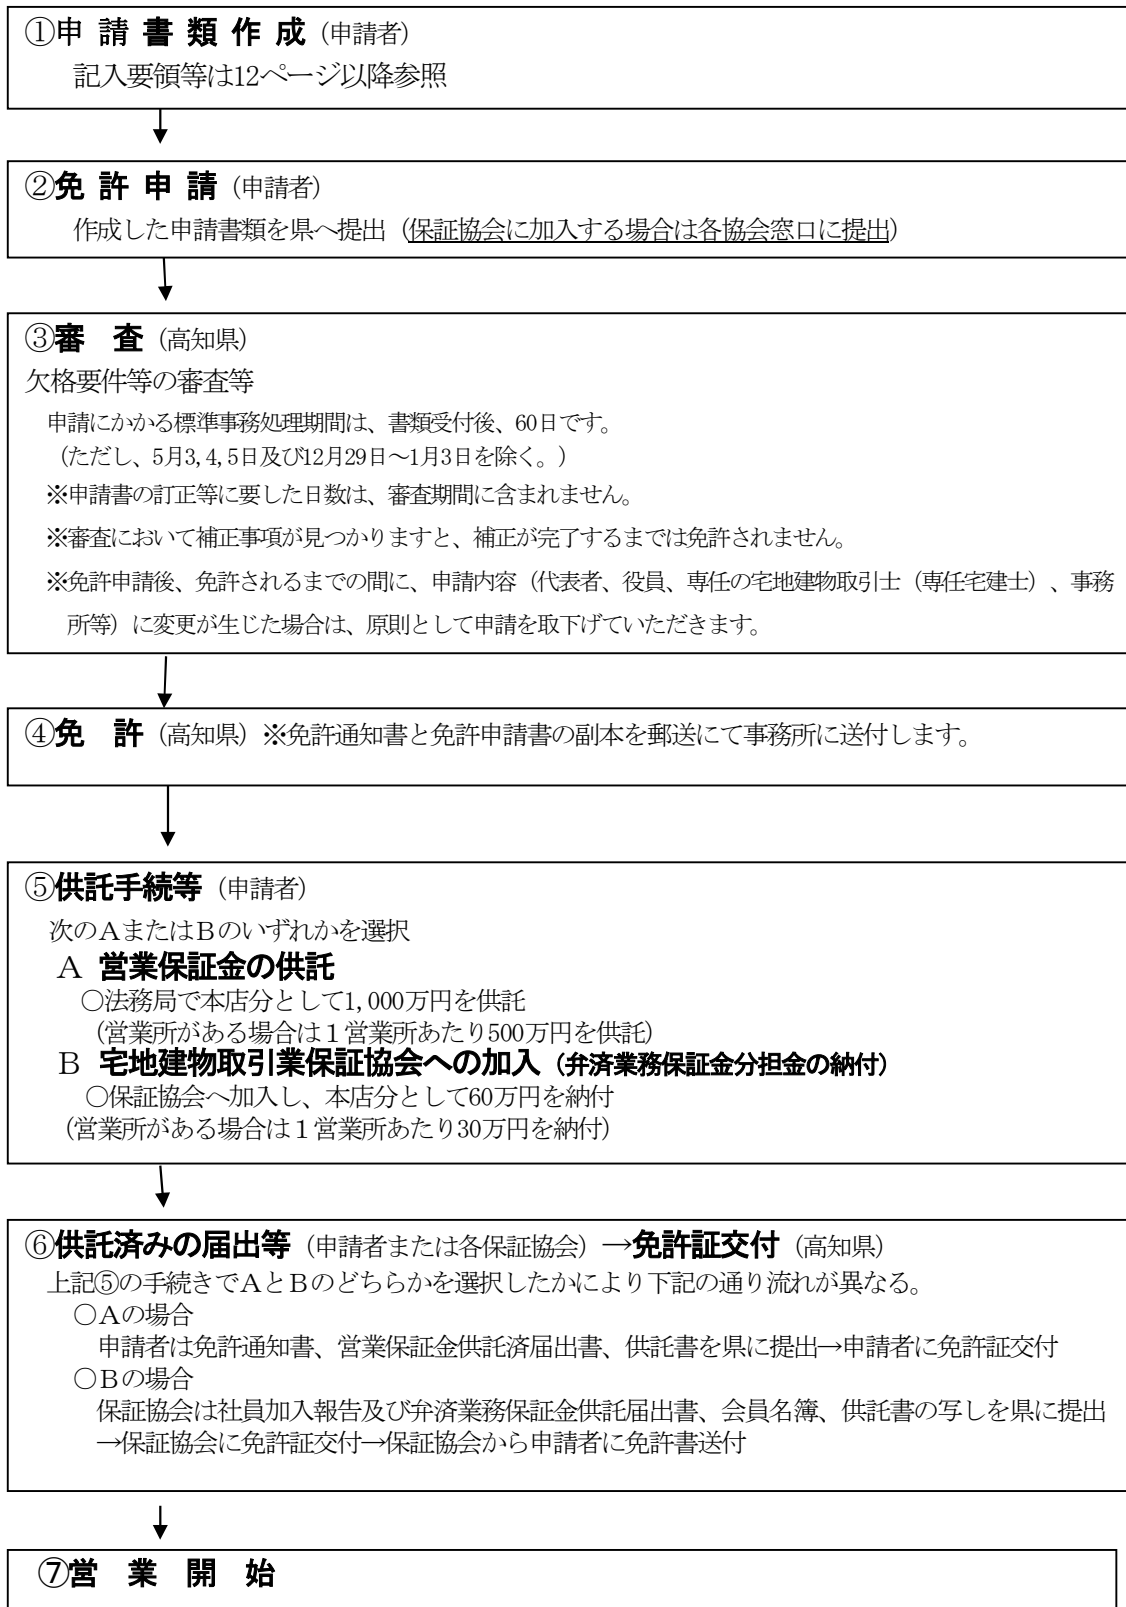 ①申 請 書 類 作 成（申請者）
記入要領等は12ページ以降参照
②免 許 申 請（申請者）
作成した申請書類を県へ提出（保証協会に加入する場合は各協会窓口に提出）
③審　査（高知県）
欠格要件等の審査等
申請にかかる標準事務処理期間は、書類受付後、60日です。
（ただし、5月3,4,5日及び12月29日～1月3日を除く。）
※申請書の訂正等に要した日数は、審査期間に含まれません。
※審査において補正事項が見つかりますと、補正が完了するまでは免許されません。
※免許申請後、免許されるまでの間に、申請内容（代表者、役員、専任の宅地建物取引士（専任宅建士）、事務
所等）に変更が生じた場合は、原則として申請を取下げていただきます。
④免　許（高知県）※免許通知書と免許申請書の副本を郵送にて事務所に送付します。
⑤供託手続等（申請者）
次のＡまたはＢのいずれかを選択
Ａ 営業保証金の供託
○法務局で本店分として1,000万円を供託
（営業所がある場合は１営業所あたり500万円を供託）
Ｂ 宅地建物取引業保証協会への加入（弁済業務保証金分担金の納付）
○保証協会へ加入し、本店分として60万円を納付
（営業所がある場合は１営業所あたり30万円を納付）
⑥供託済みの届出等（申請者または各保証協会）→免許証交付（高知県）
上記⑤の手続きでＡとＢのどちらかを選択したかにより下記の通り流れが異なる。
○Ａの場合
申請者は免許通知書、営業保証金供託済届出書、供託書を県に提出→申請者に免許証交付
○Ｂの場合
保証協会は社員加入報告及び弁済業務保証金供託届出書、会員名簿、供託書の写しを県に提出
→保証協会に免許証交付→保証協会から申請者に免許書送付
⑦営　業　開　始